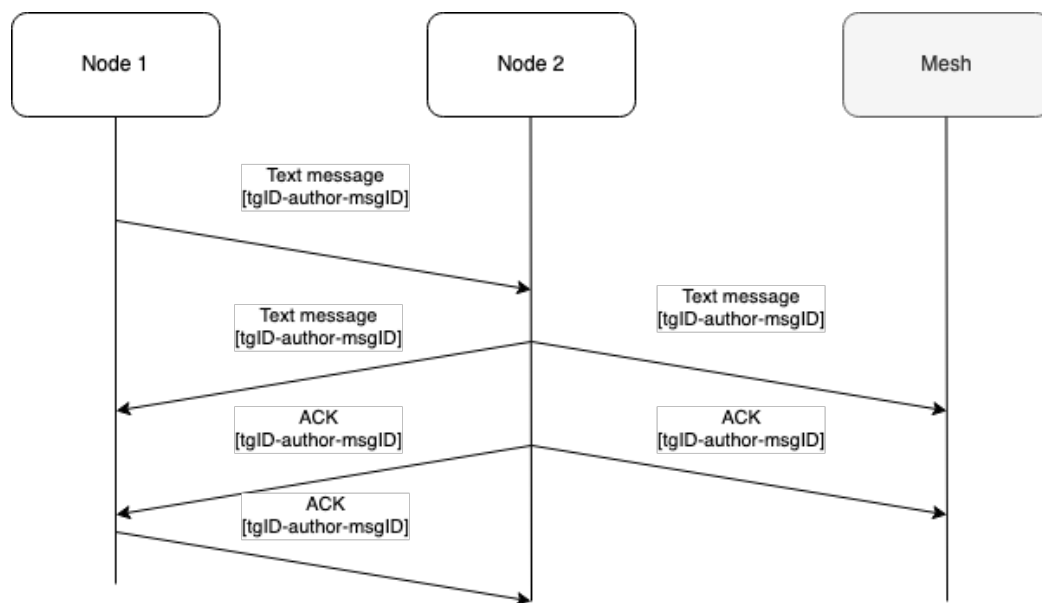 Node 1
Node 2
Mesh
Text message
[tgID-author-msgID]
Text message
[tgID-author-msgID]
Text message
[tgID-author-msgID]
ACK
[tgID-author-msgID]
ACK
[tgID-author-msgID]
ACK
[tgID-author-msgID]